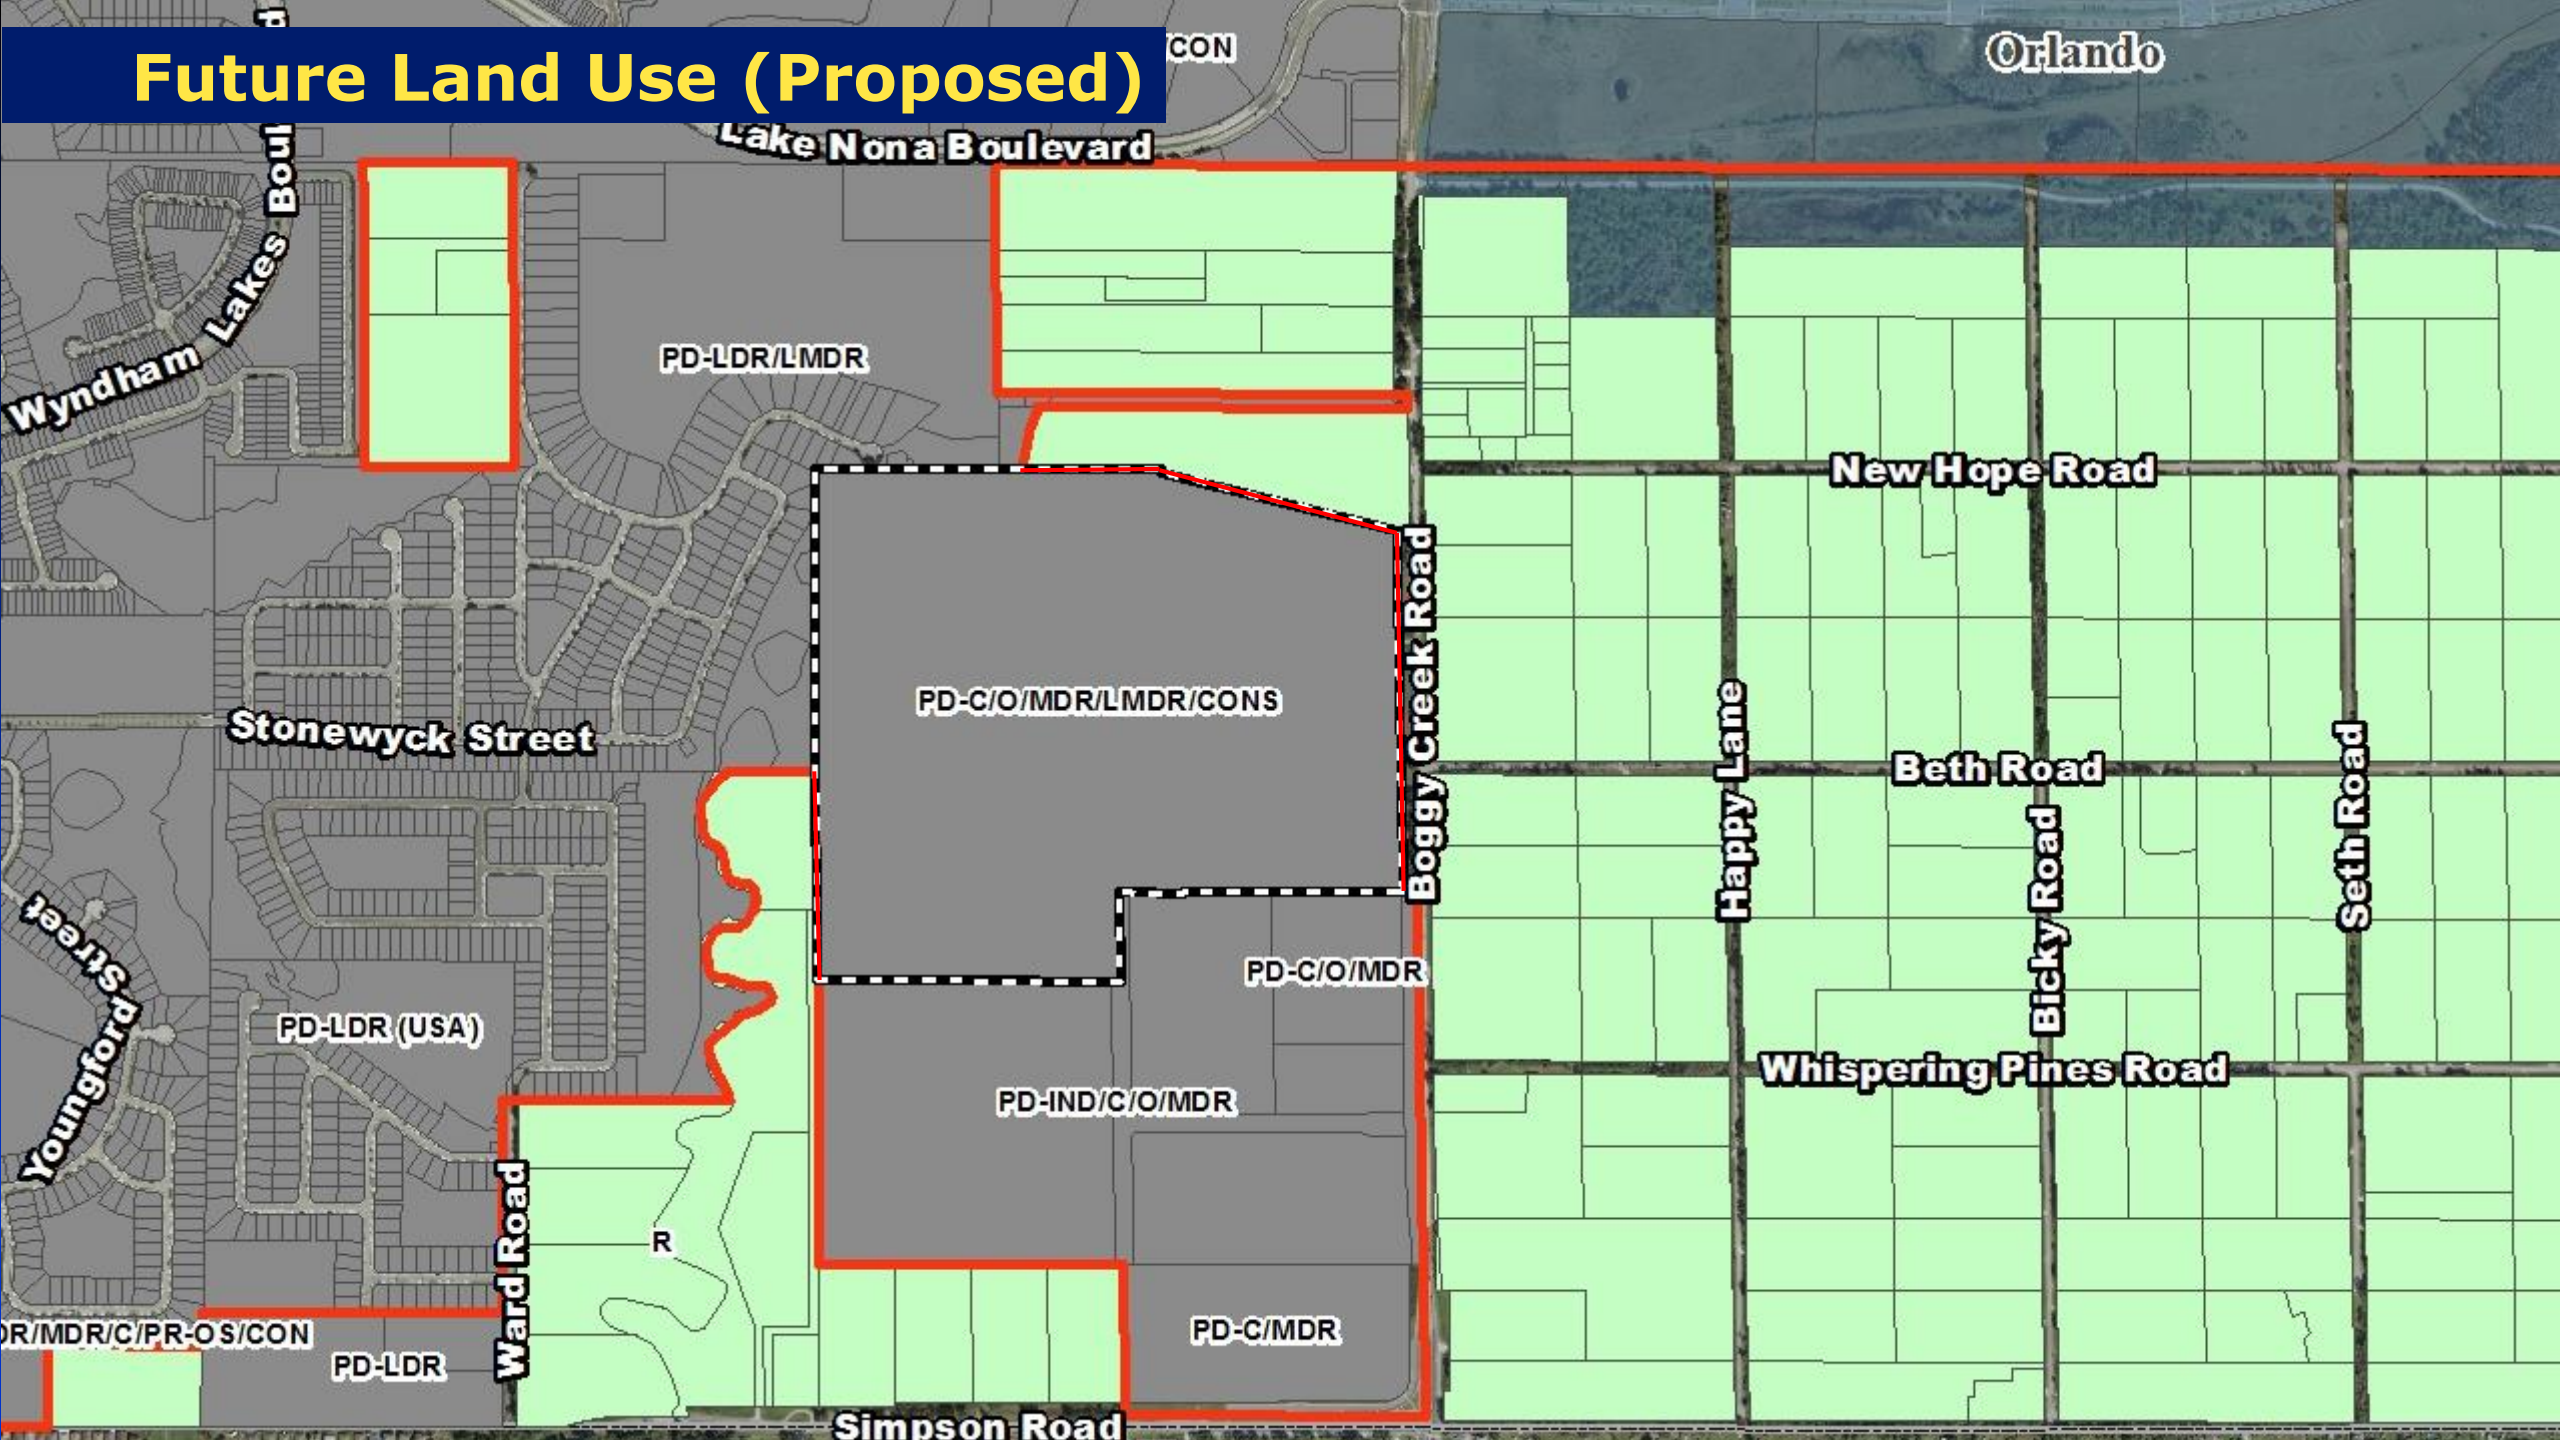 Future Land Use (Proposed)
/CON
Orlando
Lake Nona Boulevard
Wyndham Lakes Boul
PD-LDR/LMDR
New Hope Road
PD-C/O/MDR/LMDR/CONS
Stonewyck Street
Boggy Creek Road
Happy Lane
Beth Road
Bicky Road
Seth Road
Youngford Street
PD-C/O/MDR
PD-LDR (USA)
PD-IND/C/O/MDR
Whispering Pines Road
Ward Road
R
DR/MDR/C/PR-OS/CON
PD-LDR
PD-C/MDR
Simpson Road